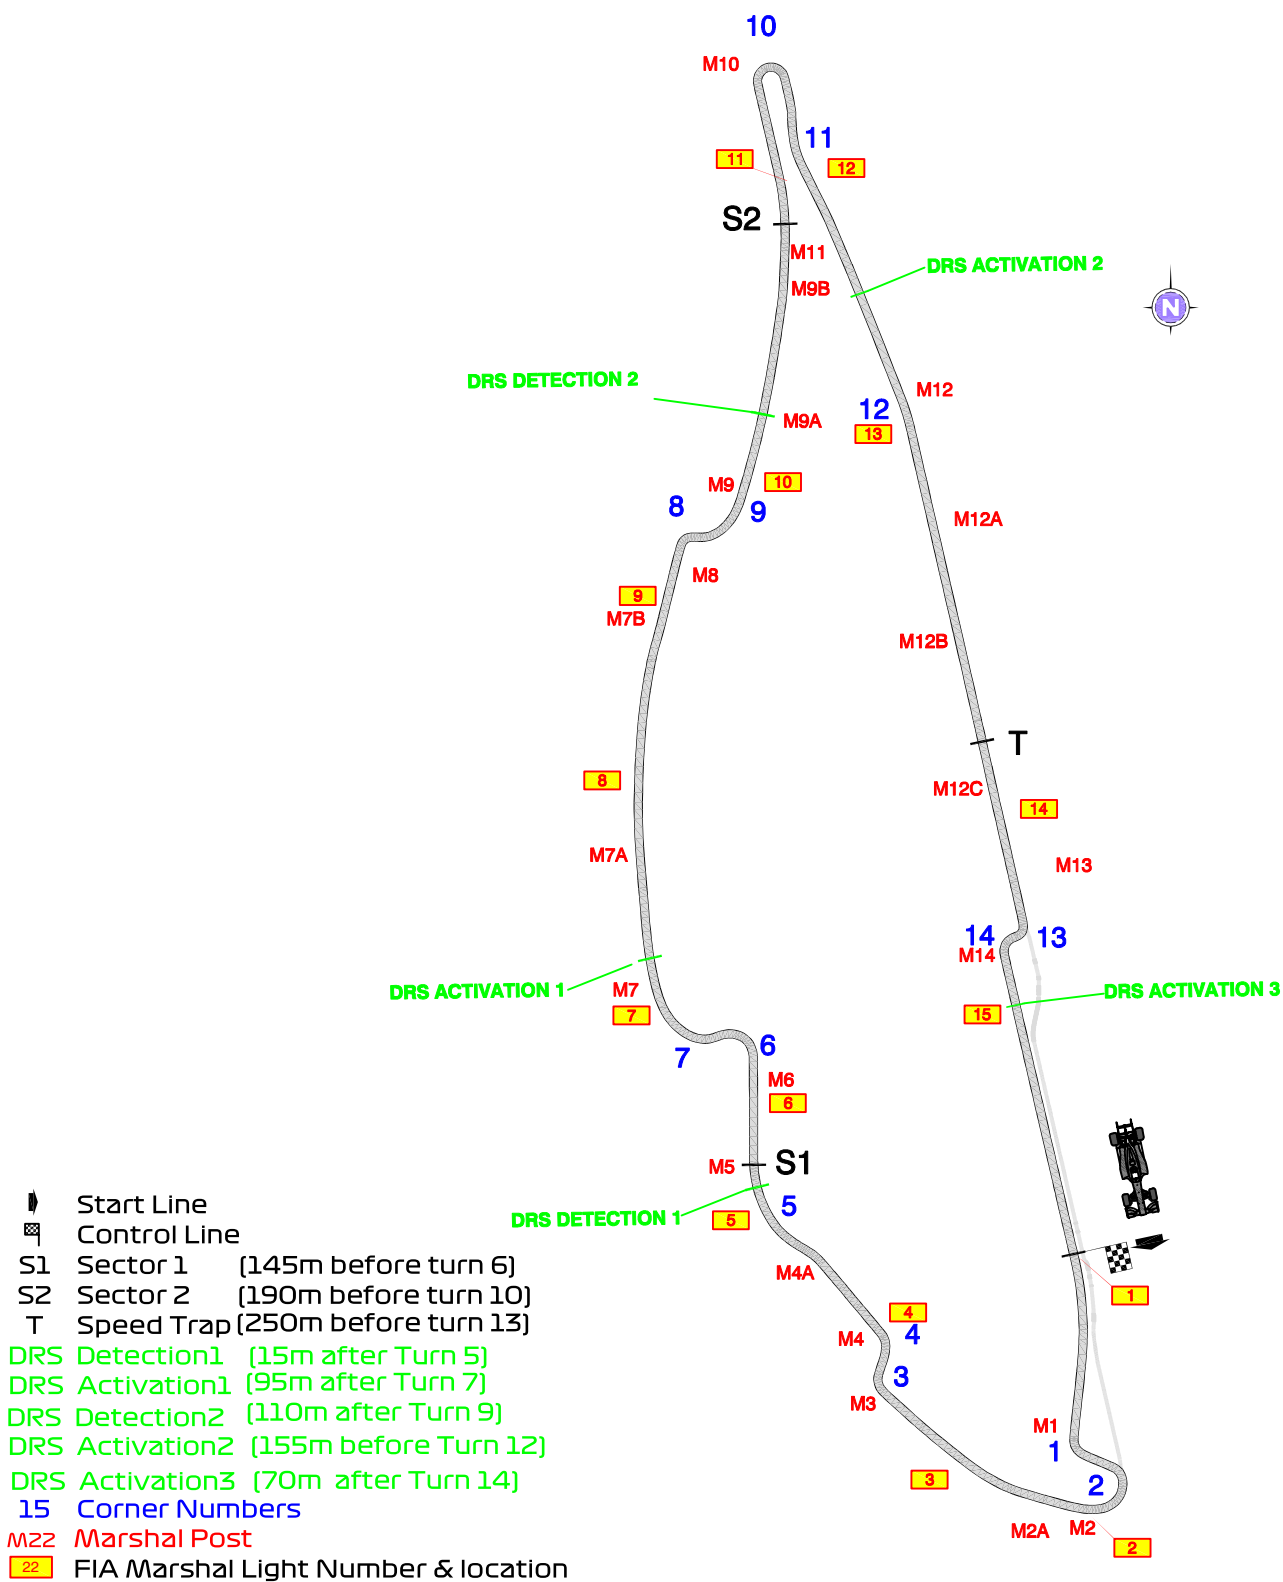 10
M10
11
11
12
S2
M11
DRS ACTIVATION 2
M9B
N
DRS DETECTION 2
M12
12
M9A
13
M9
10
8
9
M12A
M8
9
M7B
M12B
T
8
M12C
14
M7A
M13
14
13
M14
DRS ACTIVATION 1
M7
DRS ACTIVATION 3
7
15
7
6
M6
6
M5
S1
5
DRS DETECTION 1
5
M4A
1
4
M4
4
3
M3
M1
1
3
2
M2A
M2
2
Start Line
Control Line
S1 Sector 1 (145m before turn 6)
S2 Sector 2 (190m before turn 10)
T Speed Trap (250m before turn 13)
DRS Detection1 (15m after Turn 5)
DRS Activation1 (95m after Turn 7)
DRS Detection2 (110m after Turn 9)
DRS Activation2 (155m before Turn 12)
DRS Activation3 (70m after Turn 14)
15 Corner Numbers
M22 Marshal Post
22 FIA Marshal Light Number & location